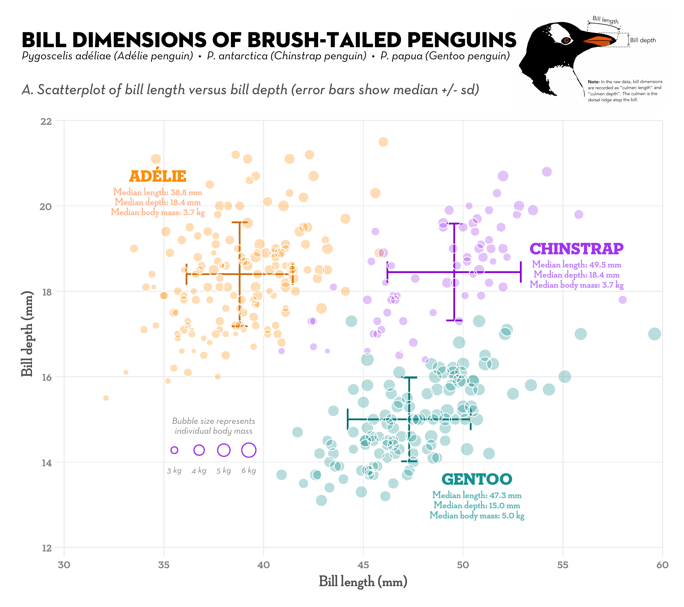 BILL DIMENSIONS OF BRUSH-TAILED PENGUINS
Pygoscelis adéliae (Adélie penguin) • P. antarctica (Chinstrap penguin) • P. papua (Gentoo penguin)
Bill length
Bill depth
Note: In the raw data, bill dimensions
are recorded as "culmen length" and
"culmen depth". The culmen is the
dorsal ridge atop the bill.
A. Scatterplot of bill length versus bill depth (error bars show median +/- sd)
22
20
18
16
14
12
Bill depth (mm)
ADÉLIE
Median length: 38.8 mm
Median depth: 18.4 mm
Median body mass: 3.7 kg
CHINSTRAP
Median length: 49.5 mm
Median depth: 18.4 mm
Median body mass: 3.7 kg
Bubble size represents
individual body mass
3 kg 4 kg 5 kg 6 kg
GENTOO
Median length: 47.3 mm
Median depth: 15.0 mm
Median body mass: 5.0 kg
30 35 40 45 50 55 60
Bill length (mm)